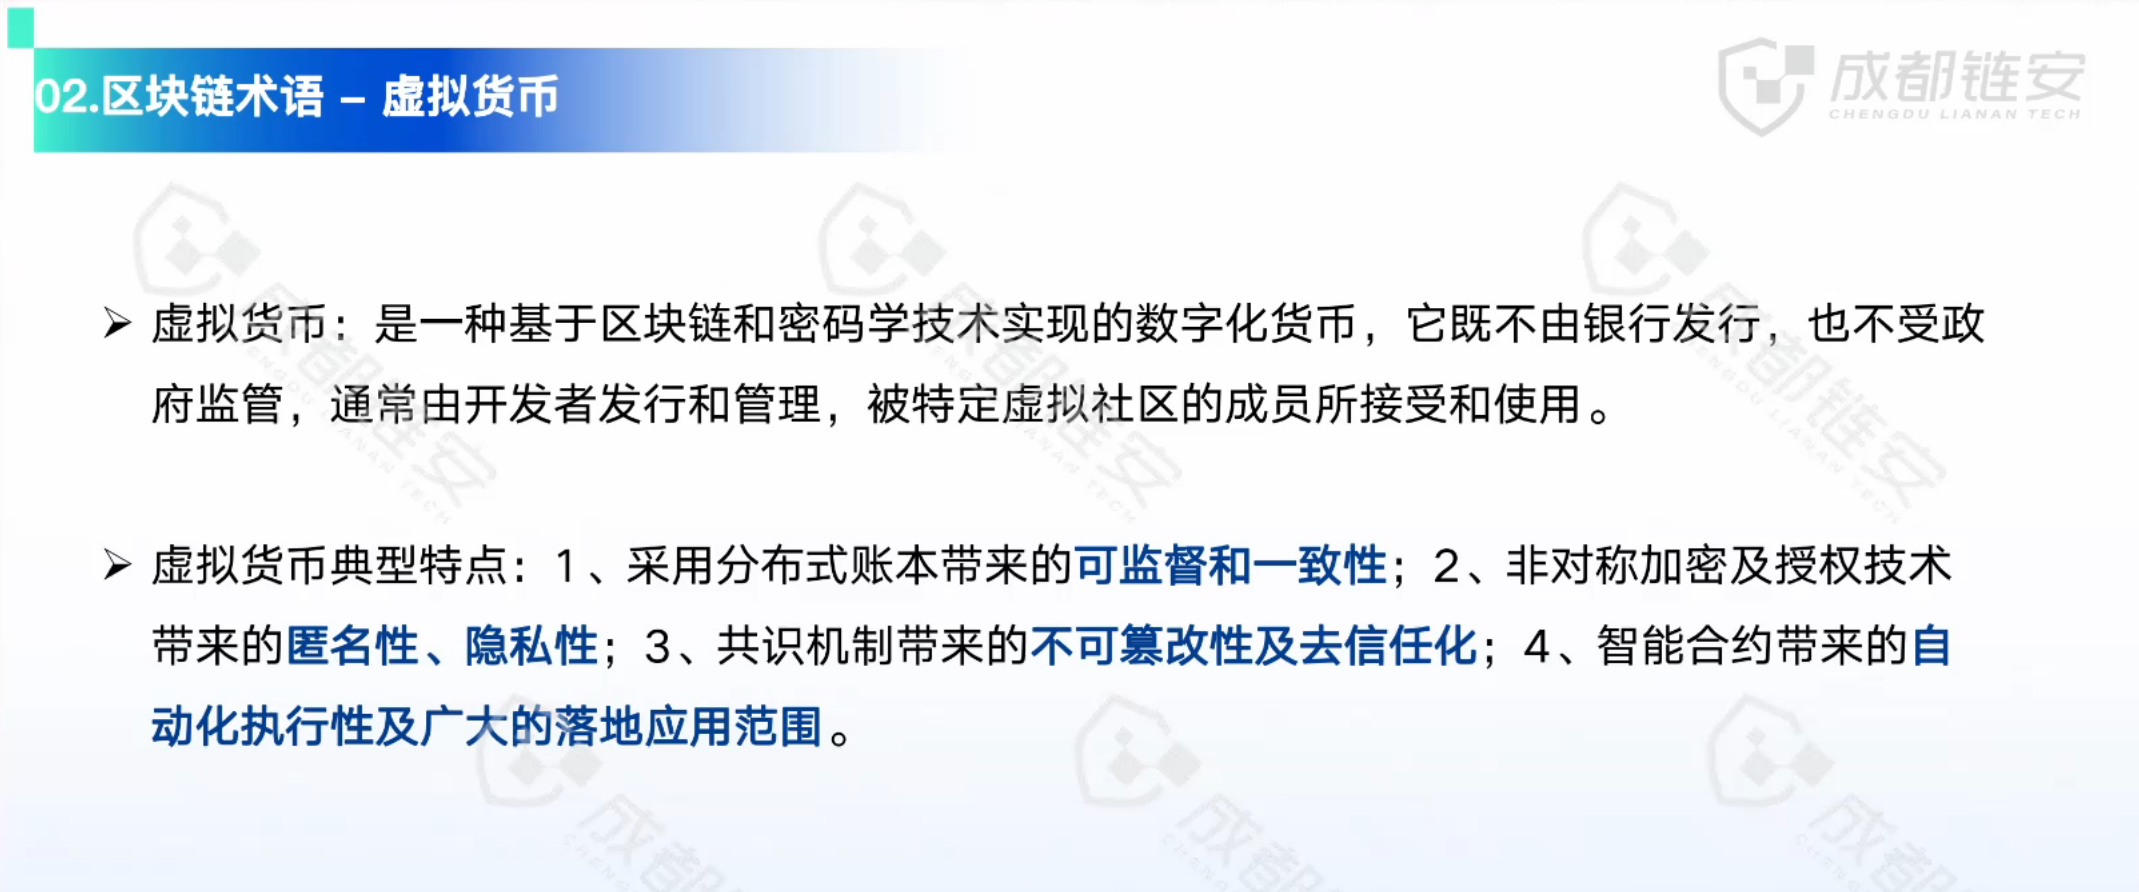 02.区块链术语 – 虚拟货币
成都链安
CHENGDU LIANAN TECH
➢ 虚拟货币：是一种基于区块链和密码学技术实现的数字化货币，它既不由银行发行，也不受政
府监管，通常由开发者发行和管理，被特定虚拟社区的成员所接受和使用。
➢ 虚拟货币典型特点：1、采用分布式账本带来的可监督和一致性；2、非对称加密及授权技术
带来的匿名性、隐私性；3、共识机制带来的不可篡改性及去信任化；4、智能合约带来的自
动化执行性及广大的落地应用范围。